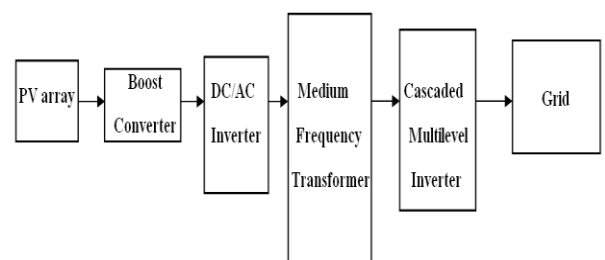 PV array
Boost
Converter
DC/AC
Inverter
Medium
Frequency
Transformer
Cascaded
Multilevel
Inverter
Grid